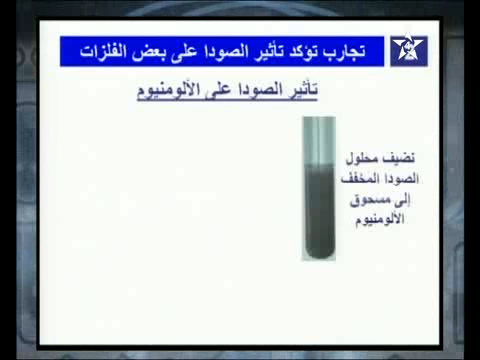 تجارب تؤكد تأثير الصودا على بعض الفلزات
تأثير الصودا على الألومنيوم
نضيف محلول
الصودا المخفف
إلى مسحوق
الألومنيوم